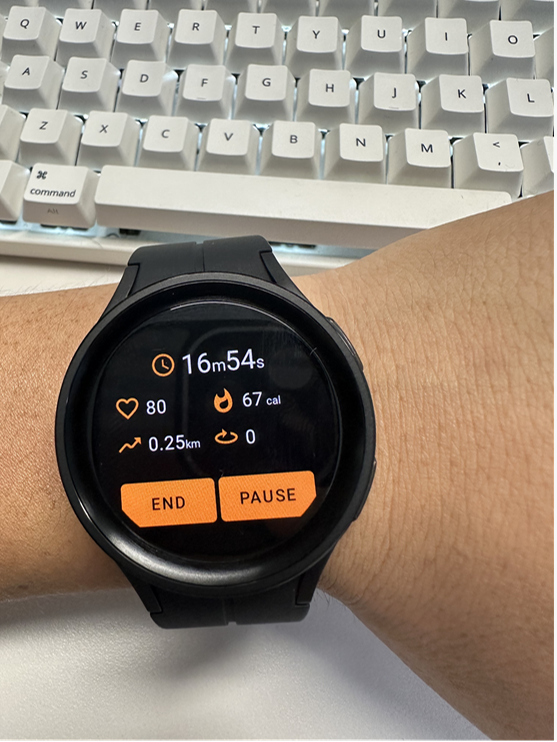 Q W E R T Y U I O
A S D F G H J K L
Z X C V B N M < ,
⌘
command
16m54s
80 67 cal
0.25km 0
END PAUSE